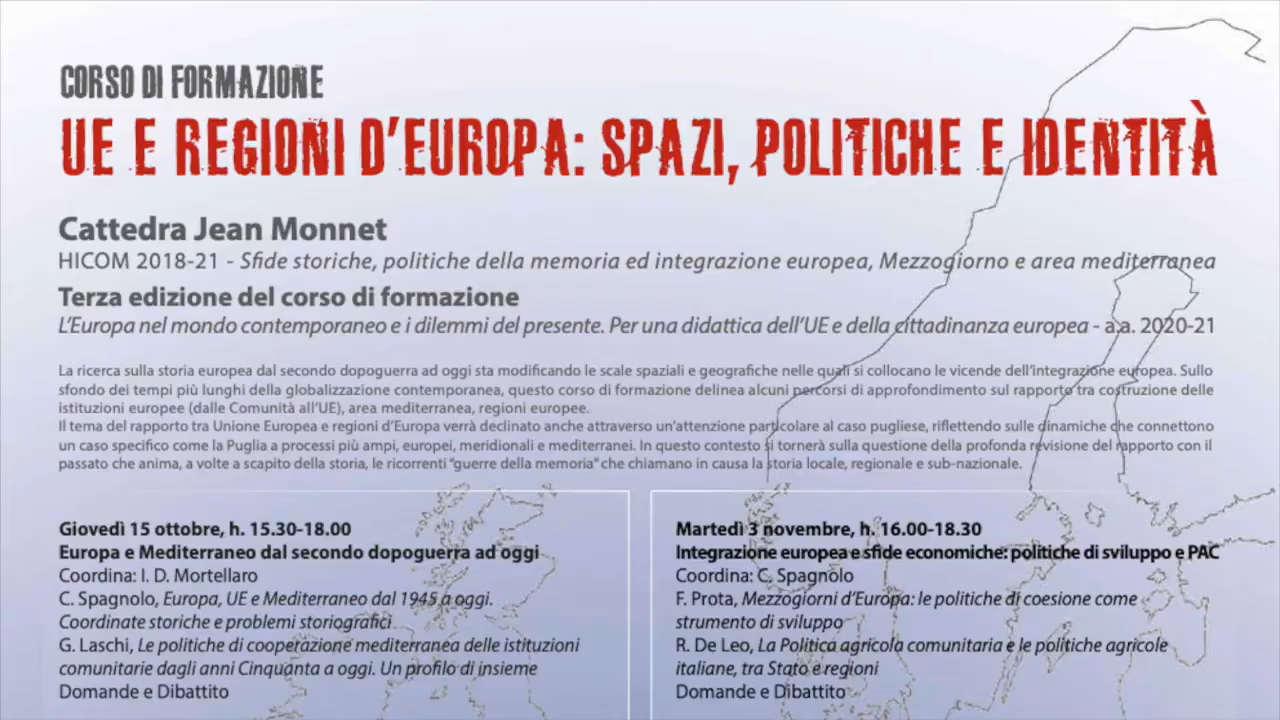 CORSO DI FORMAZIONE
UE E REGIONI D'EUROPA: SPAZI, POLITICHE E IDENTITÀ
Cattedra Jean Monnet
HICOM 2018-21 - Sfide storiche, politiche della memoria ed integrazione europea, Mezzogiorno e area mediterranea
Terza edizione del corso di formazione
L'Europa nel mondo contemporaneo e i dilemmi del presente. Per una didattica dell'UE e della cittadinanza europea - a.a. 2020-21
La ricerca sulla storia europea dal secondo dopoguerra ad oggi sta modificando le scale spaziali e geografiche nelle quali si collocano le vicende dell'integrazione europea. Sullo
sfondo dei tempi più lunghi della globalizzazione contemporanea, questo corso di formazione delinea alcuni percorsi di approfondimento sul rapporto tra costruzione delle
istituzioni europee (dalle Comunità all'UE), area mediterranea, regioni europee.
Il tema del rapporto tra Unione Europea e regioni d'Europa verrà declinato anche attraverso un'attenzione particolare al caso pugliese, riflettendo sulle dinamiche che connettono
un caso specifico come la Puglia a processi più ampi, europei, meridionali e mediterranei. In questo contesto si tornerà sulla questione della profonda revisione del rapporto con il
passato che anima, a volte a scapito della storia, le ricorrenti "guerre della memoria" che chiamano in causa la storia locale, regionale e sub-nazionale.
Giovedì 15 ottobre, h. 15.30-18.00
Europa e Mediterraneo dal secondo dopoguerra ad oggi
Coordina: I. D. Mortellaro
C. Spagnolo, Europa, UE e Mediterraneo dal 1945 a oggi.
Coordinate storiche e problemi storiografici
G. Laschi, Le politiche di cooperazione mediterranea delle istituzioni
comunitarie dagli anni Cinquanta a oggi. Un profilo di insieme
Domande e Dibattito
Martedì 3 novembre, h. 16.00-18.30
Integrazione europea e sfide economiche: politiche di sviluppo e PAC
Coordina: C. Spagnolo
F. Prota, Mezzogiorni d'Europa: le politiche di coesione come
strumento di sviluppo
R. De Leo, La Politica agricola comunitaria e le politiche agricole
italiane, tra Stato e regioni
Domande e Dibattito